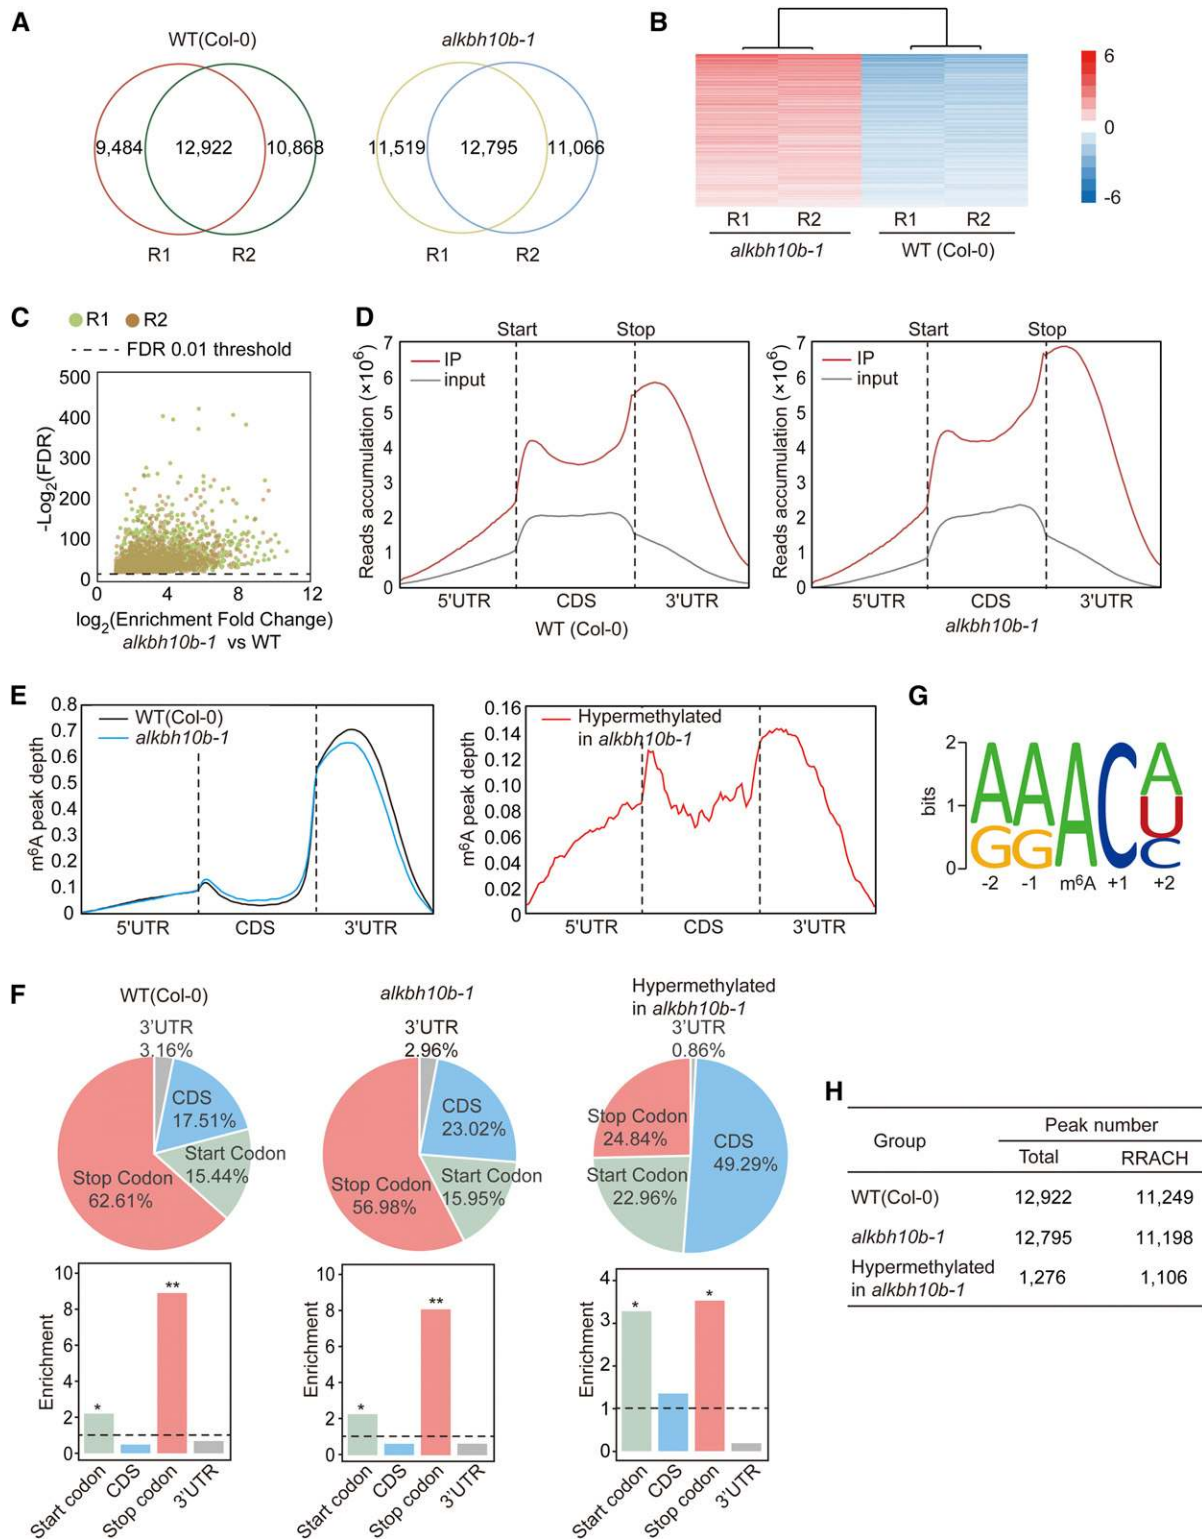 A
WT(Col-0)
alkbh10b-1
9,484
12,922
10,868
11,519
12,795
11,066
R1
R2
R1
R2
B
6
0
-6
R1
R2
R1
R2
alkbh10b-1
WT (Col-0)
C
R1
R2
FDR 0.01 threshold
500
400
300
200
100
0
-Log2(FDR)
0
4
8
12
log2(Enrichment Fold Change)
alkbh10b-1 vs WT
D
Start
Stop
7
6
5
4
3
2
1
0
IP
input
Reads accumulation (×10⁶)
5'UTR
CDS
3'UTR
WT (Col-0)
Start
Stop
7
6
5
4
3
2
1
0
IP
input
Reads accumulation (×10⁶)
5'UTR
CDS
3'UTR
alkbh10b-1
E
0.8
0.7
0.6
0.5
0.4
0.3
0.2
0.1
0
WT(Col-0)
alkbh10b-1
m⁶A peak depth
5'UTR
CDS
3'UTR
0.16
0.14
0.12
0.10
0.08
0.06
0.04
0.02
0
Hypermethylated
in alkbh10b-1
m⁶A peak depth
5'UTR
CDS
3'UTR
G
2
1
0
bits
A
G
A
G
A
C
A
U
C
-2
-1
m⁶A
+1
+2
F
WT(Col-0)
3'UTR
3.16%
CDS
17.51%
Start Codon
15.44%
Stop Codon
62.61%
alkbh10b-1
3'UTR
2.96%
CDS
23.02%
Start Codon
15.95%
Stop Codon
56.98%
Hypermethylated
in alkbh10b-1
3'UTR
0.86%
Stop Codon
24.84%
CDS
49.29%
Start Codon
22.96%
10
8
6
4
2
0
Enrichment
*
**
Start codon
CDS
Stop codon
3'UTR
10
8
6
4
2
0
Enrichment
*
**
Start codon
CDS
Stop codon
3'UTR
4
3
2
1
0
Enrichment
*
*
Start codon
CDS
Stop codon
3'UTR
H
Group
Peak number
Total
RRACH
WT(Col-0)
12,922
11,249
alkbh10b-1
12,795
11,198
Hypermethylated
in alkbh10b-1
1,276
1,106